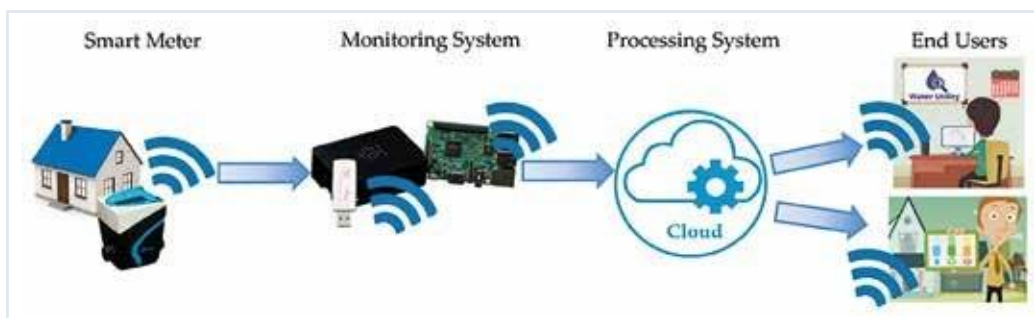 Smart Meter
Monitoring System
Processing System
End Users
Water Utility
Cloud